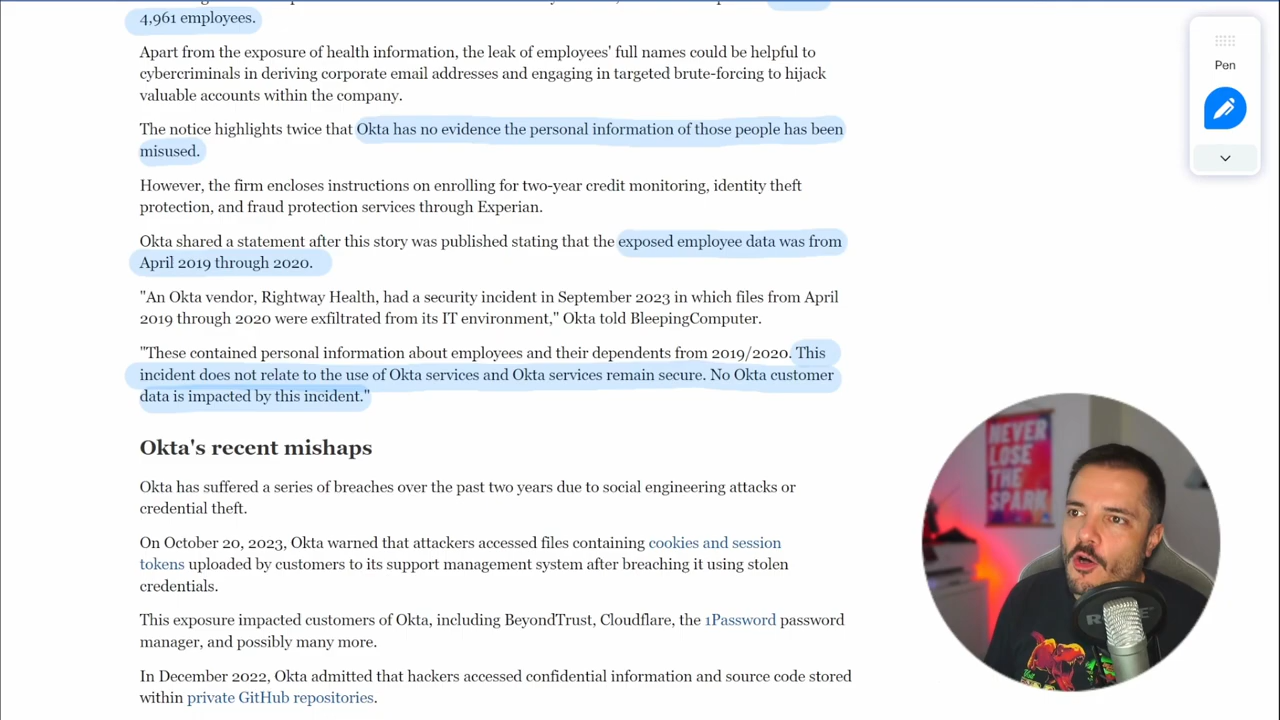 4,961 employees.
Apart from the exposure of health information, the leak of employees' full names could be helpful to
cybercriminals in deriving corporate email addresses and engaging in targeted brute-forcing to hijack
valuable accounts within the company.
The notice highlights twice that Okta has no evidence the personal information of those people has been
misused.
However, the firm encloses instructions on enrolling for two-year credit monitoring, identity theft
protection, and fraud protection services through Experian.
Okta shared a statement after this story was published stating that the exposed employee data was from
April 2019 through 2020.
"An Okta vendor, Rightway Health, had a security incident in September 2023 in which files from April
2019 through 2020 were exfiltrated from its IT environment," Okta told BleepingComputer.
"These contained personal information about employees and their dependents from 2019/2020. This
incident does not relate to the use of Okta services and Okta services remain secure. No Okta customer
data is impacted by this incident."
Okta's recent mishaps
Okta has suffered a series of breaches over the past two years due to social engineering attacks or
credential theft.
On October 20, 2023, Okta warned that attackers accessed files containing cookies and session
tokens uploaded by customers to its support management system after breaching it using stolen
credentials.
This exposure impacted customers of Okta, including BeyondTrust, Cloudflare, the 1Password password
manager, and possibly many more.
In December 2022, Okta admitted that hackers accessed confidential information and source code stored
within private GitHub repositories.
Pen
NEVER
LOSE
THE
SPARK